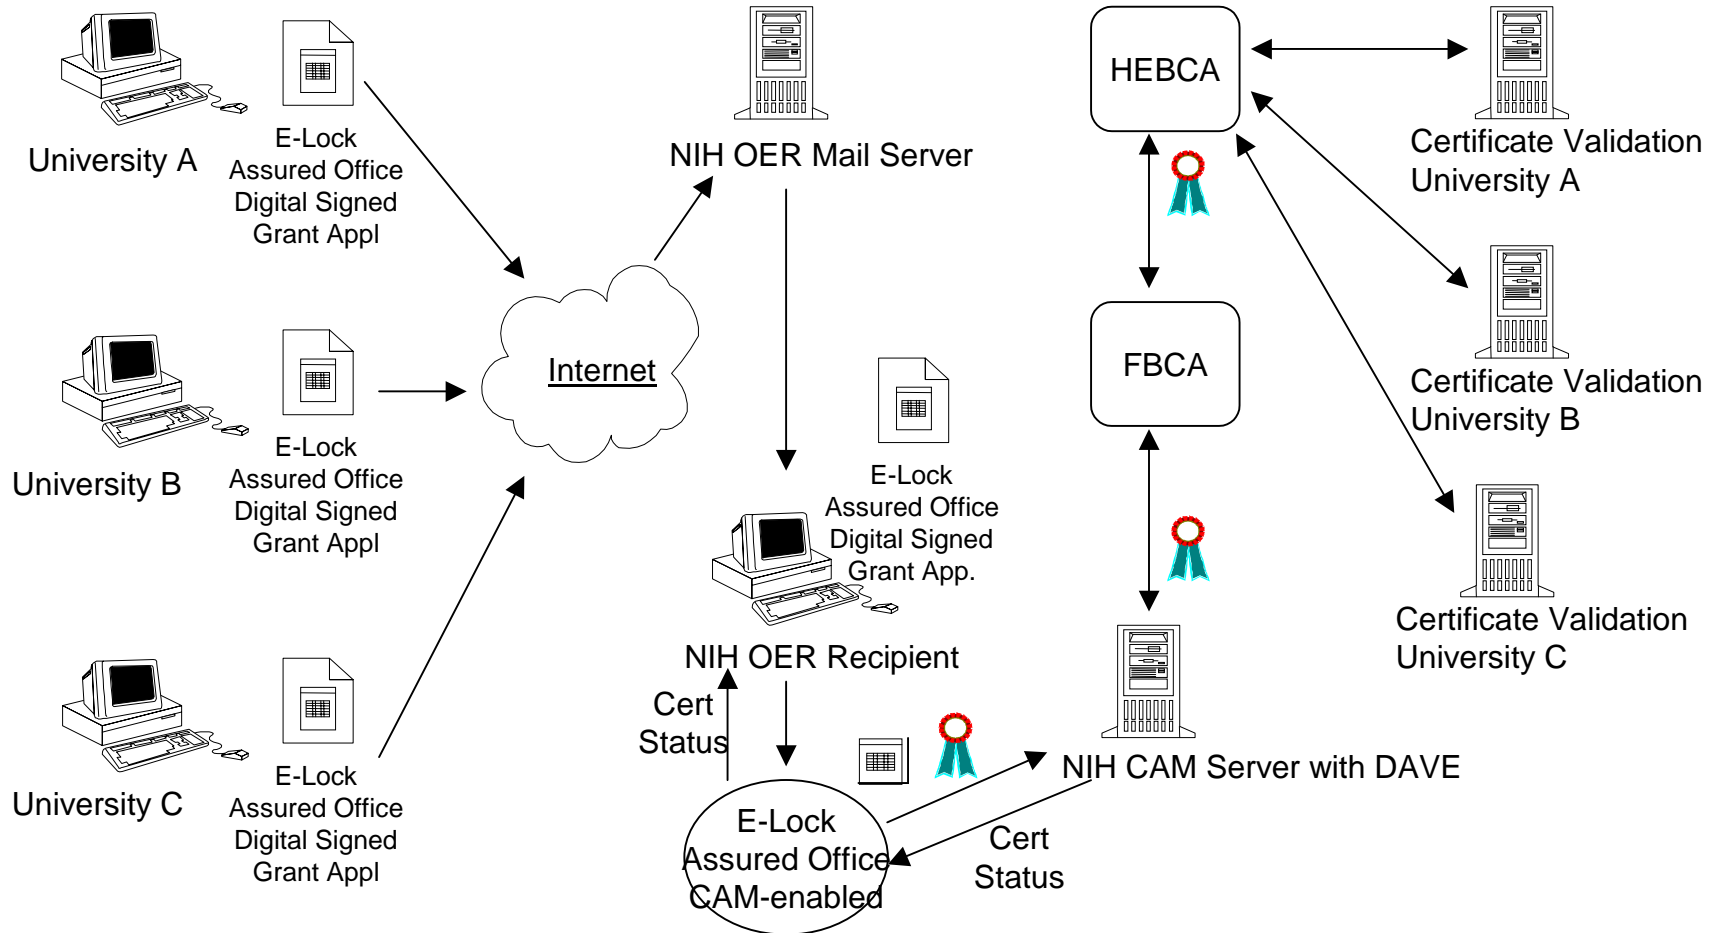 University A
E-Lock
Assured Office
Digital Signed
Grant Appl
University B
E-Lock
Assured Office
Digital Signed
Grant Appl
University C
E-Lock
Assured Office
Digital Signed
Grant Appl
Internet
NIH OER Mail Server
E-Lock
Assured Office
Digital Signed
Grant App.
NIH OER Recipient
Cert
Status
E-Lock
Assured Office
CAM-enabled
Cert
Status
NIH CAM Server with DAVE
HEBCA
FBCA
Certificate Validation
University A
Certificate Validation
University B
Certificate Validation
University C